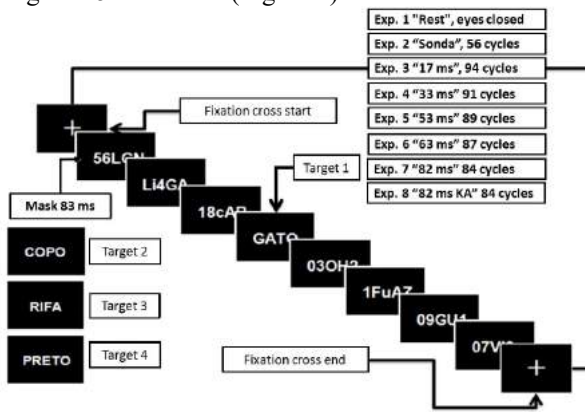 Exp. 1 "Rest", eyes closed
Exp. 2 "Sonda", 56 cycles
Exp. 3 "17 ms", 94 cycles
Exp. 4 "33 ms" 91 cycles
Exp. 5 "53 ms" 89 cycles
Exp. 6 "63 ms" 87 cycles
Exp. 7 "82 ms" 84 cycles
Exp. 8 "82 ms KA" 84 cycles
Fixation cross start
56LGN
Li4GA
18cAR
Target 1
GATO
03OH2
1FuAZ
09GU1
Mask 83 ms
COPO
Target 2
RIFA
Target 3
PRETO
Target 4
Fixation cross end